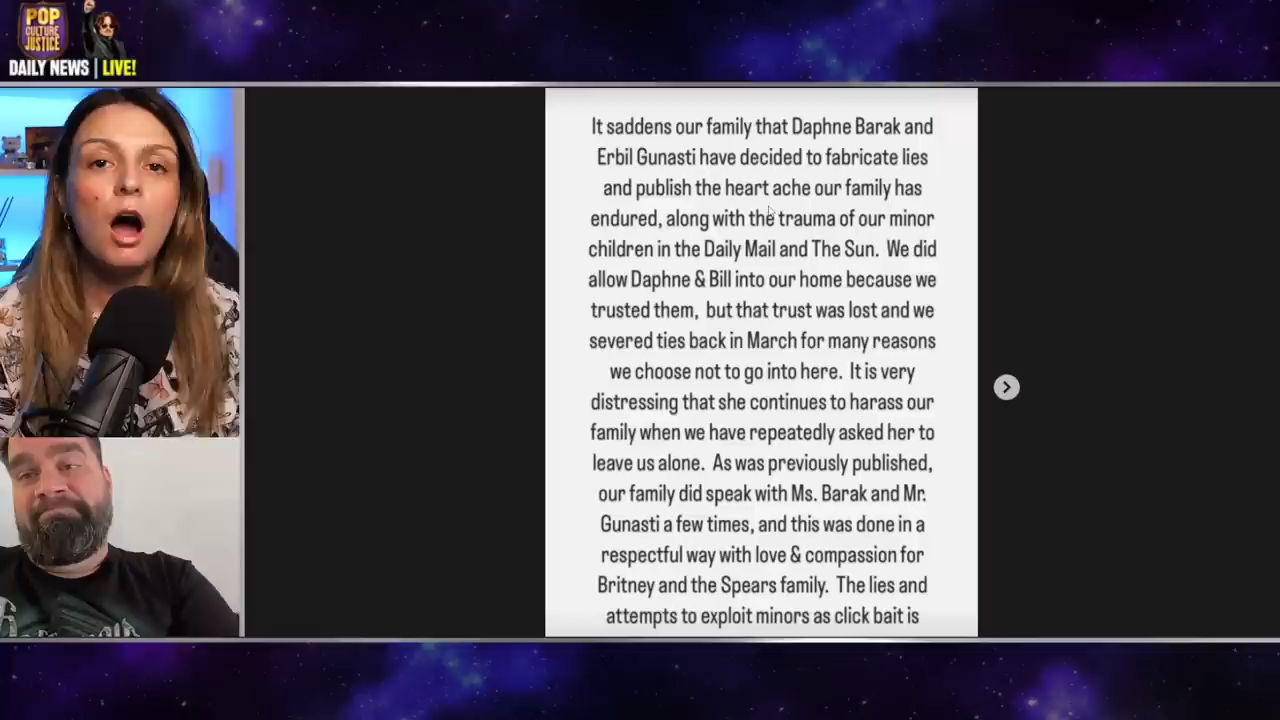 POP
CULTURE
JUSTICE
DAILY NEWS | LIVE!
It saddens our family that Daphne Barak and
Erbil Gunasti have decided to fabricate lies
and publish the heart ache our family has
endured, along with the trauma of our minor
children in the Daily Mail and The Sun. We did
allow Daphne & Bill into our home because we
trusted them, but that trust was lost and we
severed ties back in March for many reasons
we choose not to go into here. It is very
distressing that she continues to harass our
family when we have repeatedly asked her to
leave us alone. As was previously published,
our family did speak with Ms. Barak and Mr.
Gunasti a few times, and this was done in a
respectful way with love & compassion for
Britney and the Spears family. The lies and
attempts to exploit minors as click bait is